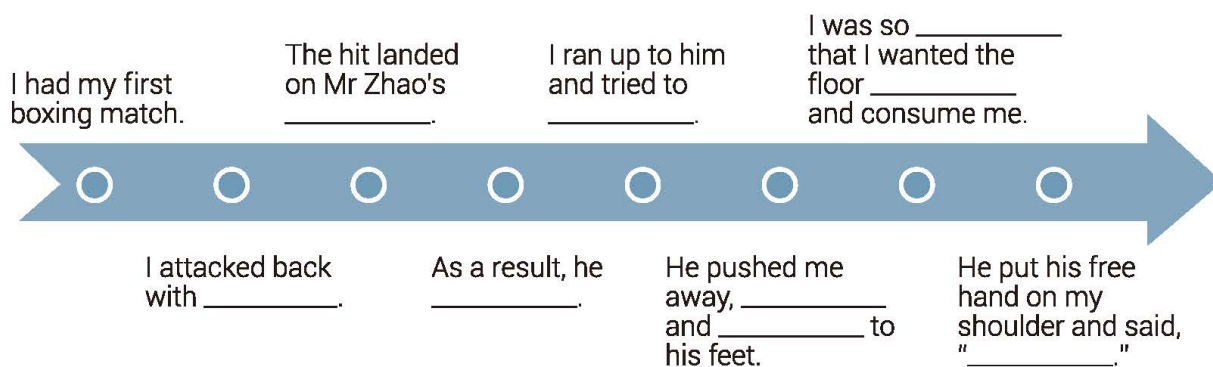 I had my first
boxing match.
I attacked back
with __________.
The hit landed
on Mr Zhao's
__________.
As a result, he
__________.
I ran up to him
and tried to
__________.
He pushed me
away, __________
and __________ to
his feet.
I was so __________
that I wanted the
floor __________
and consume me.
He put his free
hand on my
shoulder and said,
"__________."